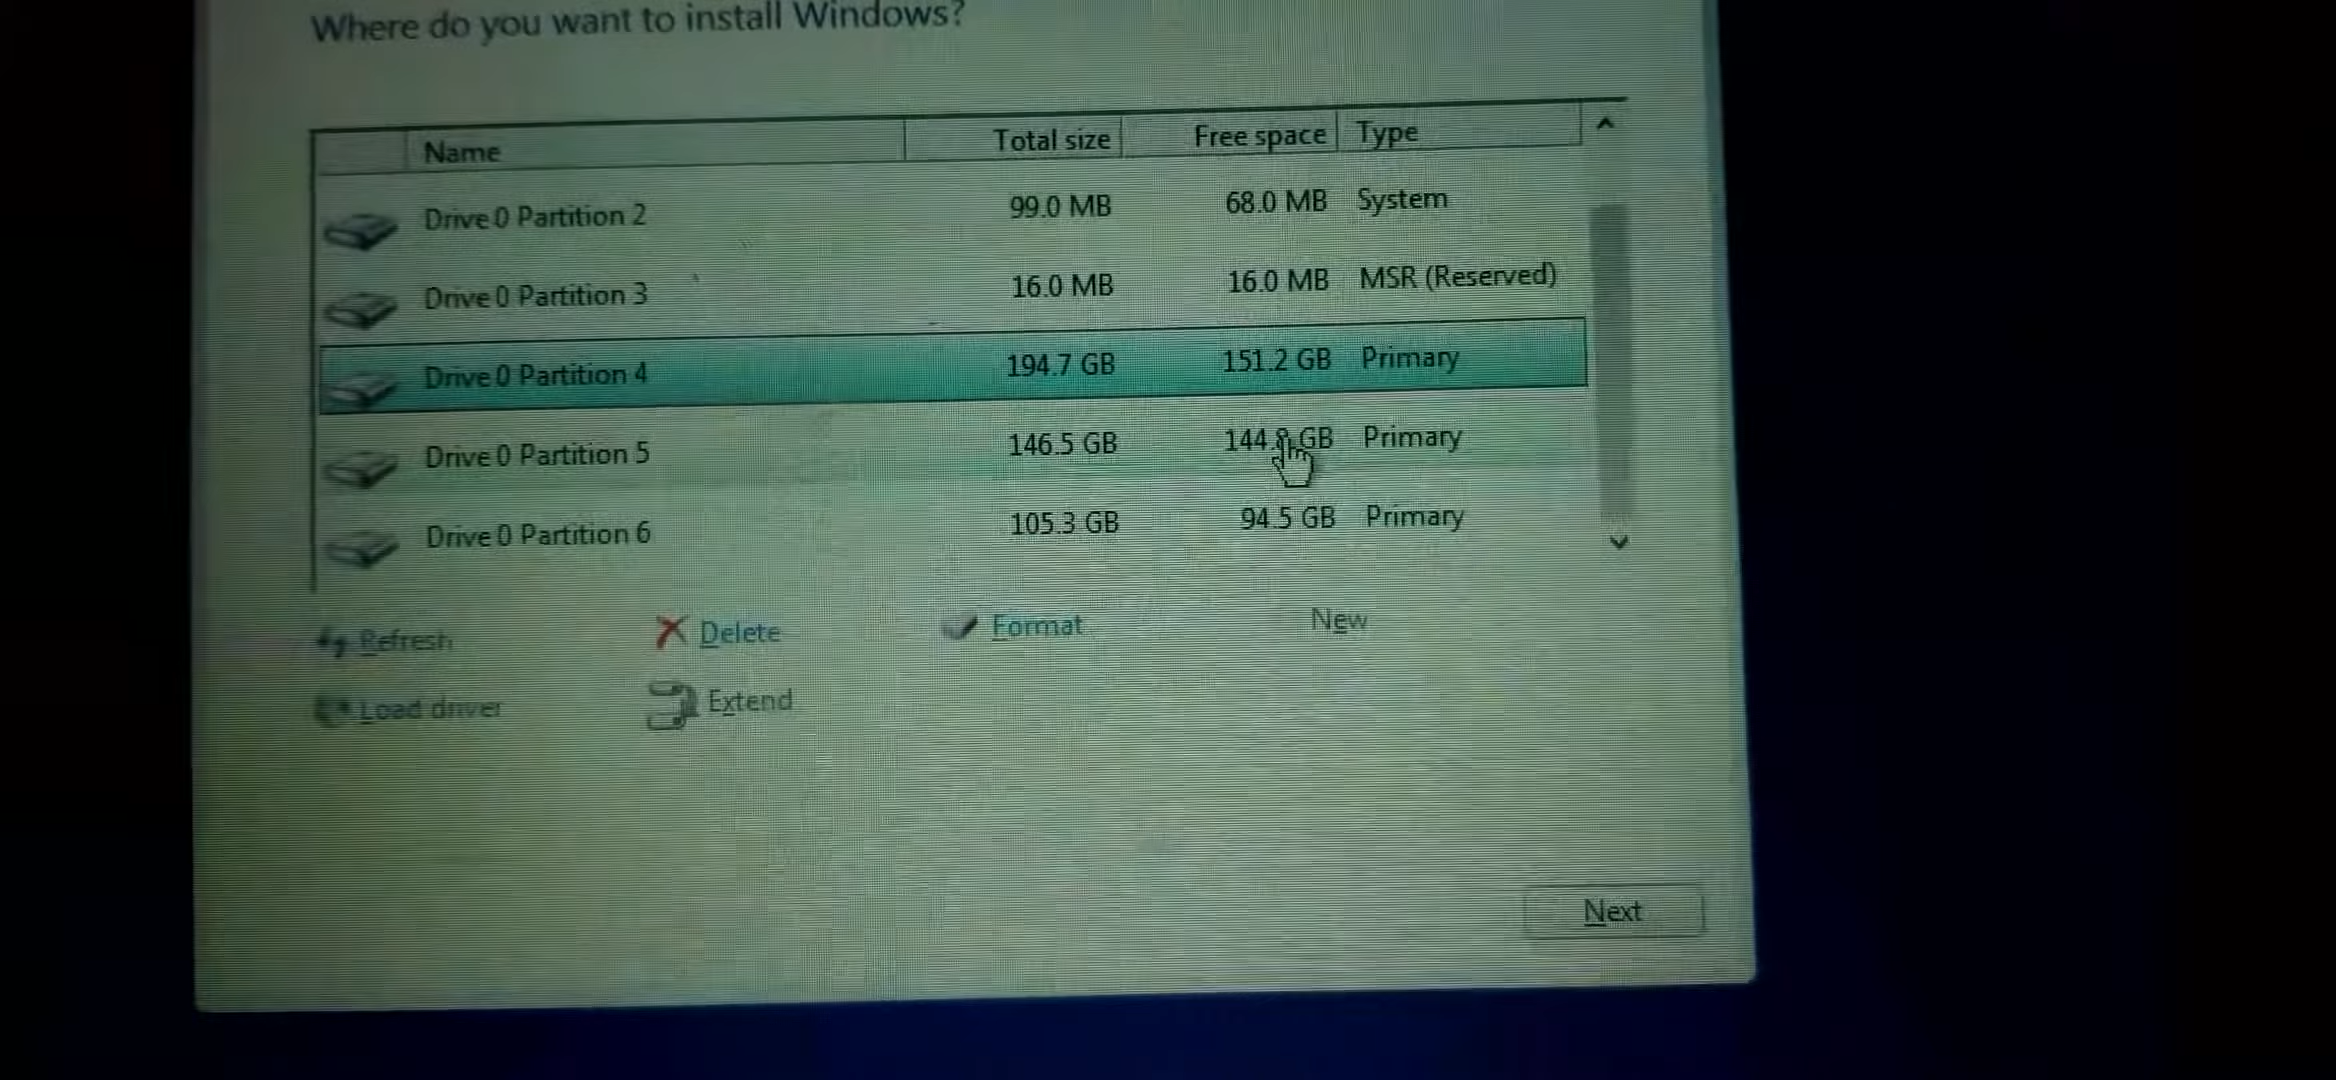 Where do you want to install Windows?
Name Total size Free space Type
Drive 0 Partition 2 99.0 MB 68.0 MB System
Drive 0 Partition 3 16.0 MB 16.0 MB MSR (Reserved)
Drive 0 Partition 4 194.7 GB 151.2 GB Primary
Drive 0 Partition 5 146.5 GB GB Primary
Drive 0 Partition 6 105.3 GB 94.5 GB Primary
Refresh Delete Format New
Load driver Extend
Next